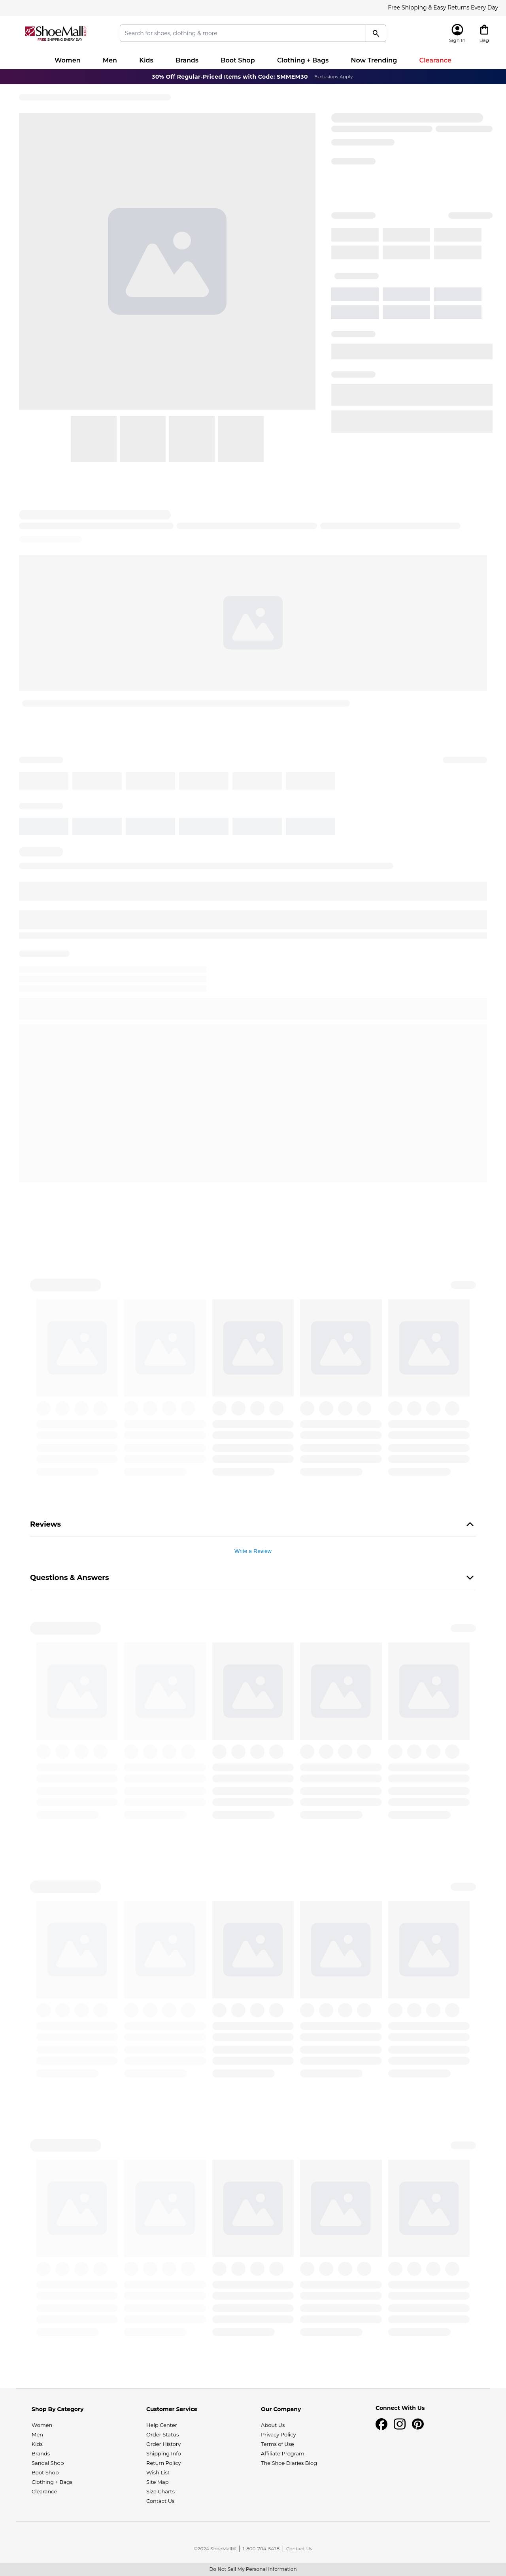 Free Shipping & Easy Returns Every Day
ShoeMall
FREE SHIPPING EVERY DAY
Search for shoes, clothing & more
Sign In
Bag
Women Men Kids Brands Boot Shop Clothing + Bags Now Trending Clearance
30% Off Regular-Priced Items with Code: SMMEM30 Exclusions Apply
Reviews
Write a Review
Questions & Answers
Shop By Category
Women
Men
Kids
Brands
Sandal Shop
Boot Shop
Clothing + Bags
Clearance
Customer Service
Help Center
Order Status
Order History
Shipping Info
Return Policy
Wish List
Site Map
Size Charts
Contact Us
Our Company
About Us
Privacy Policy
Terms of Use
Affiliate Program
The Shoe Diaries Blog
Connect With Us
©2024 ShoeMall® 1-800-704-5478 Contact Us
Do Not Sell My Personal Information